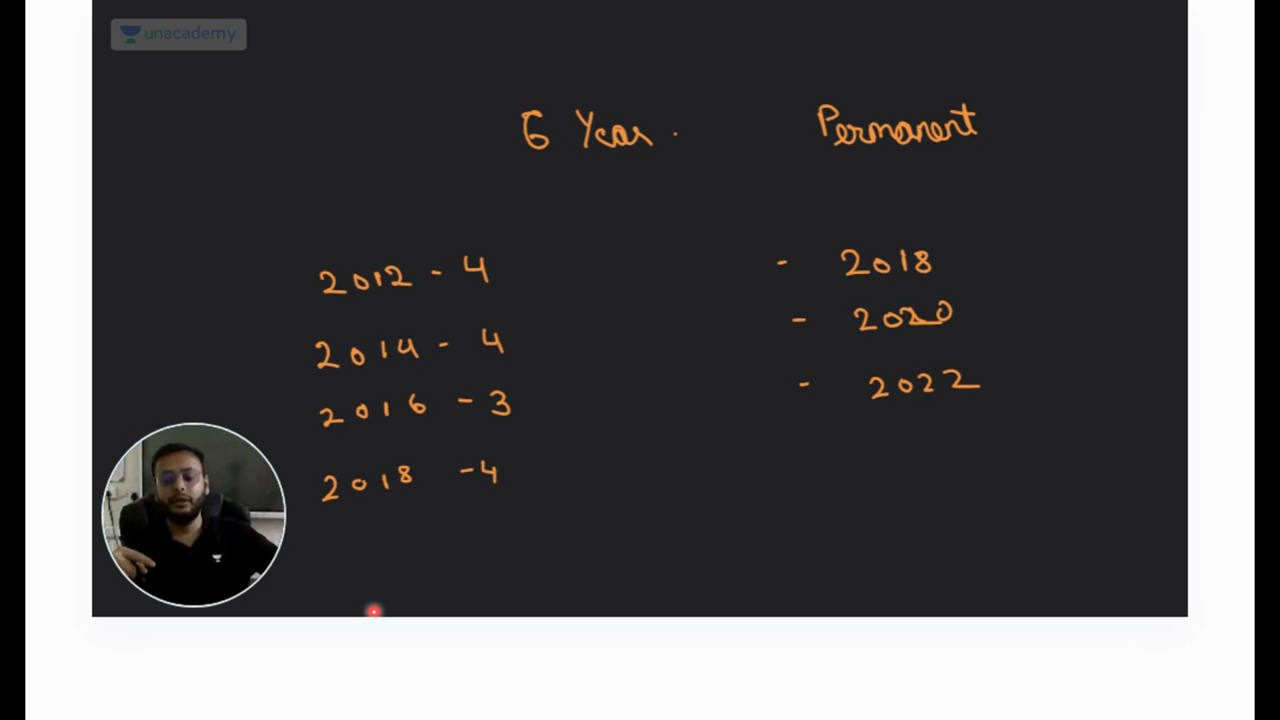 unacademy
6 Year. Permanent
2012 - 4 - 2018
2014 - 4 - 2020
2016 - 3 - 2022
2018 - 4